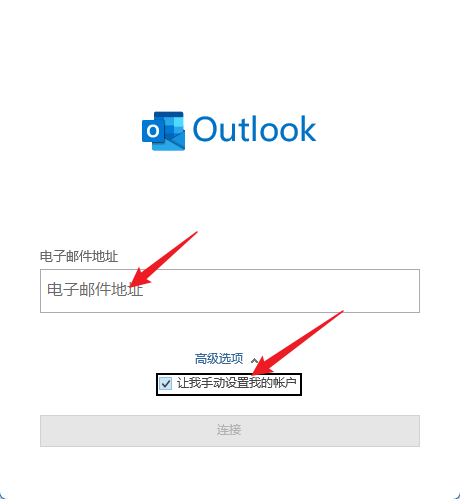 Outlook
电子邮件地址
电子邮件地址
高级选项
让我手动设置我的帐户
连接